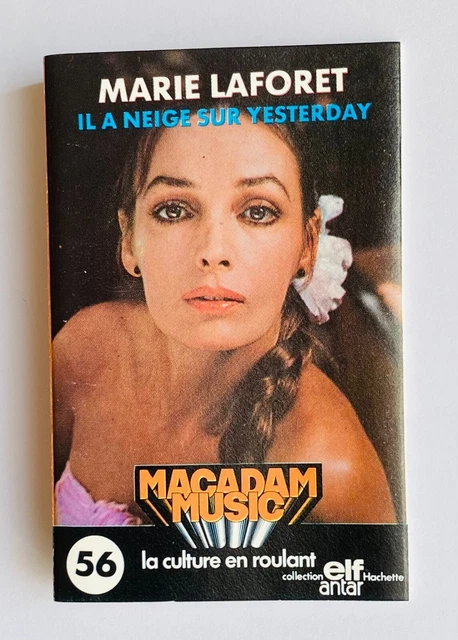 MARIE LAFORET
IL A NEIGE SUR YESTERDAY
MACADAM
MUSIC
56
la culture en roulant
collection elf Hachette
antar